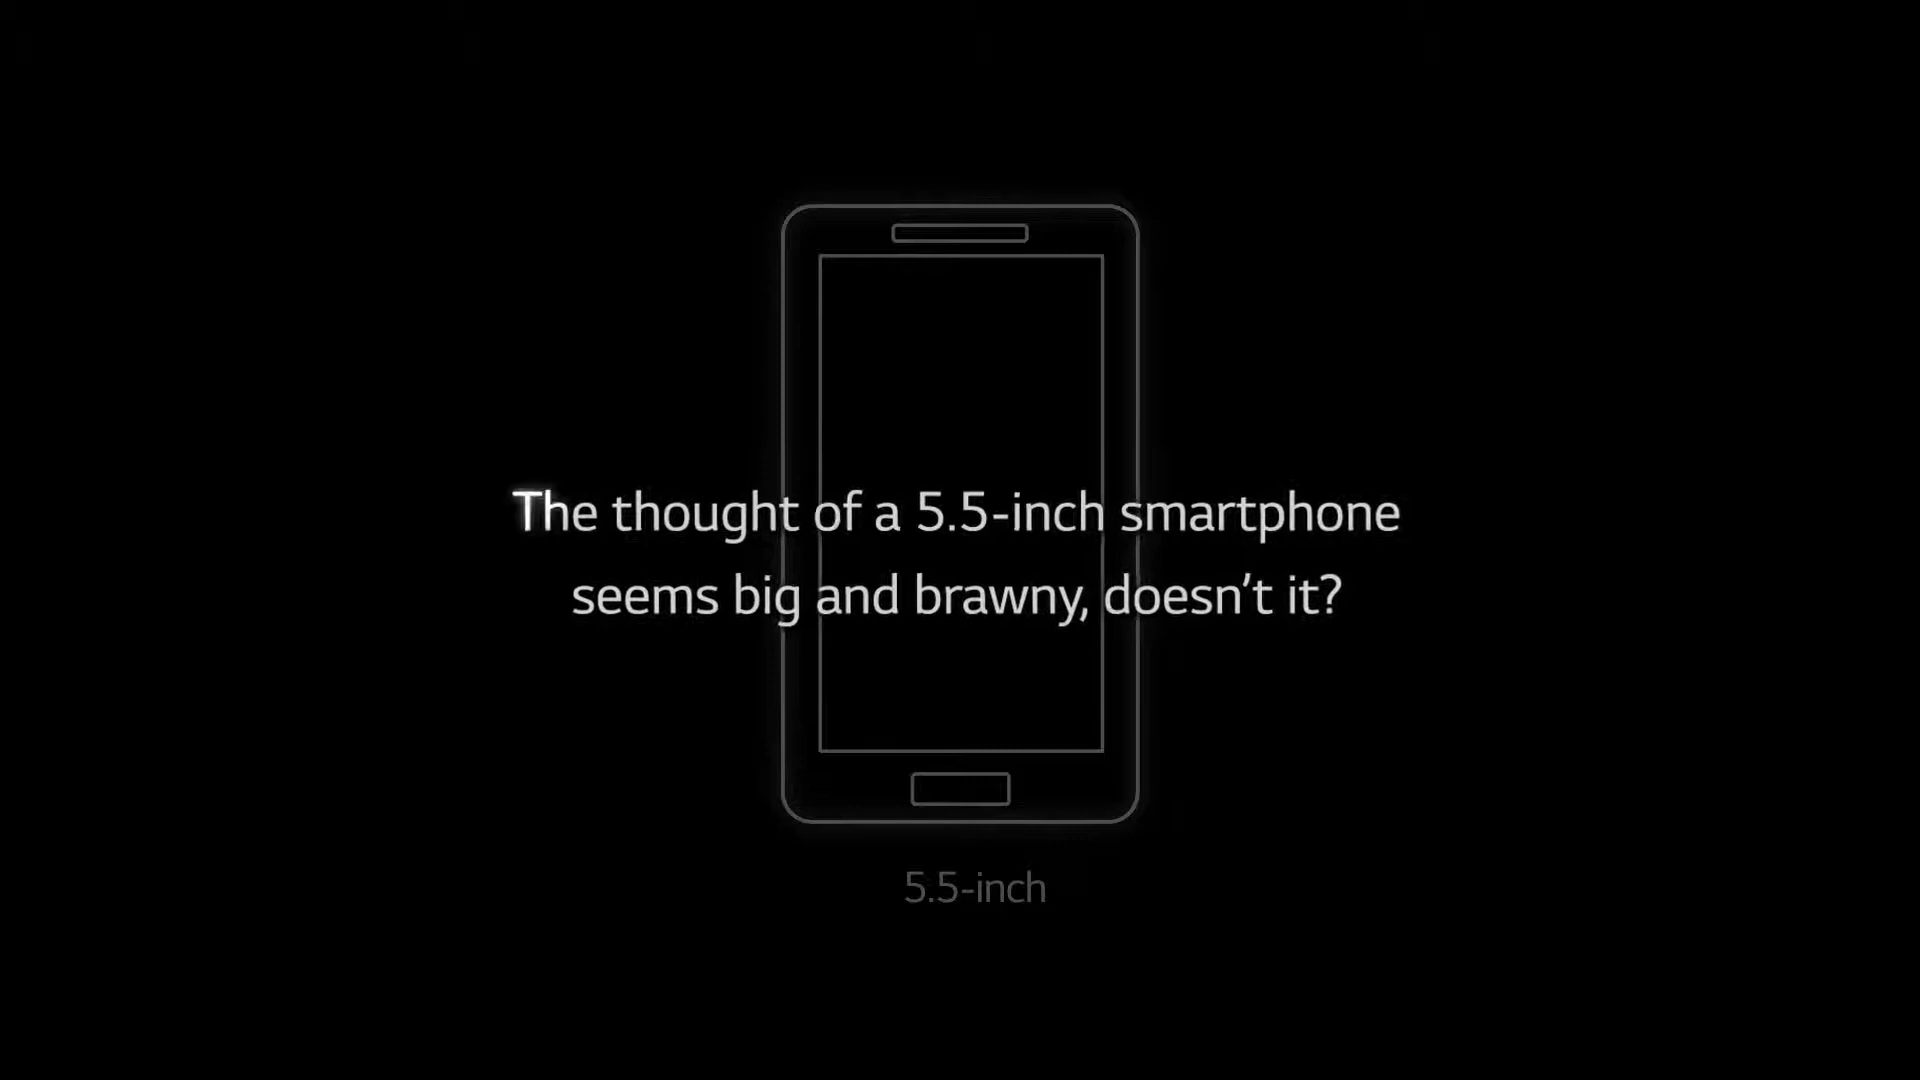 The thought of a 5.5-inch smartphone
seems big and brawny, doesn’t it?
5.5-inch